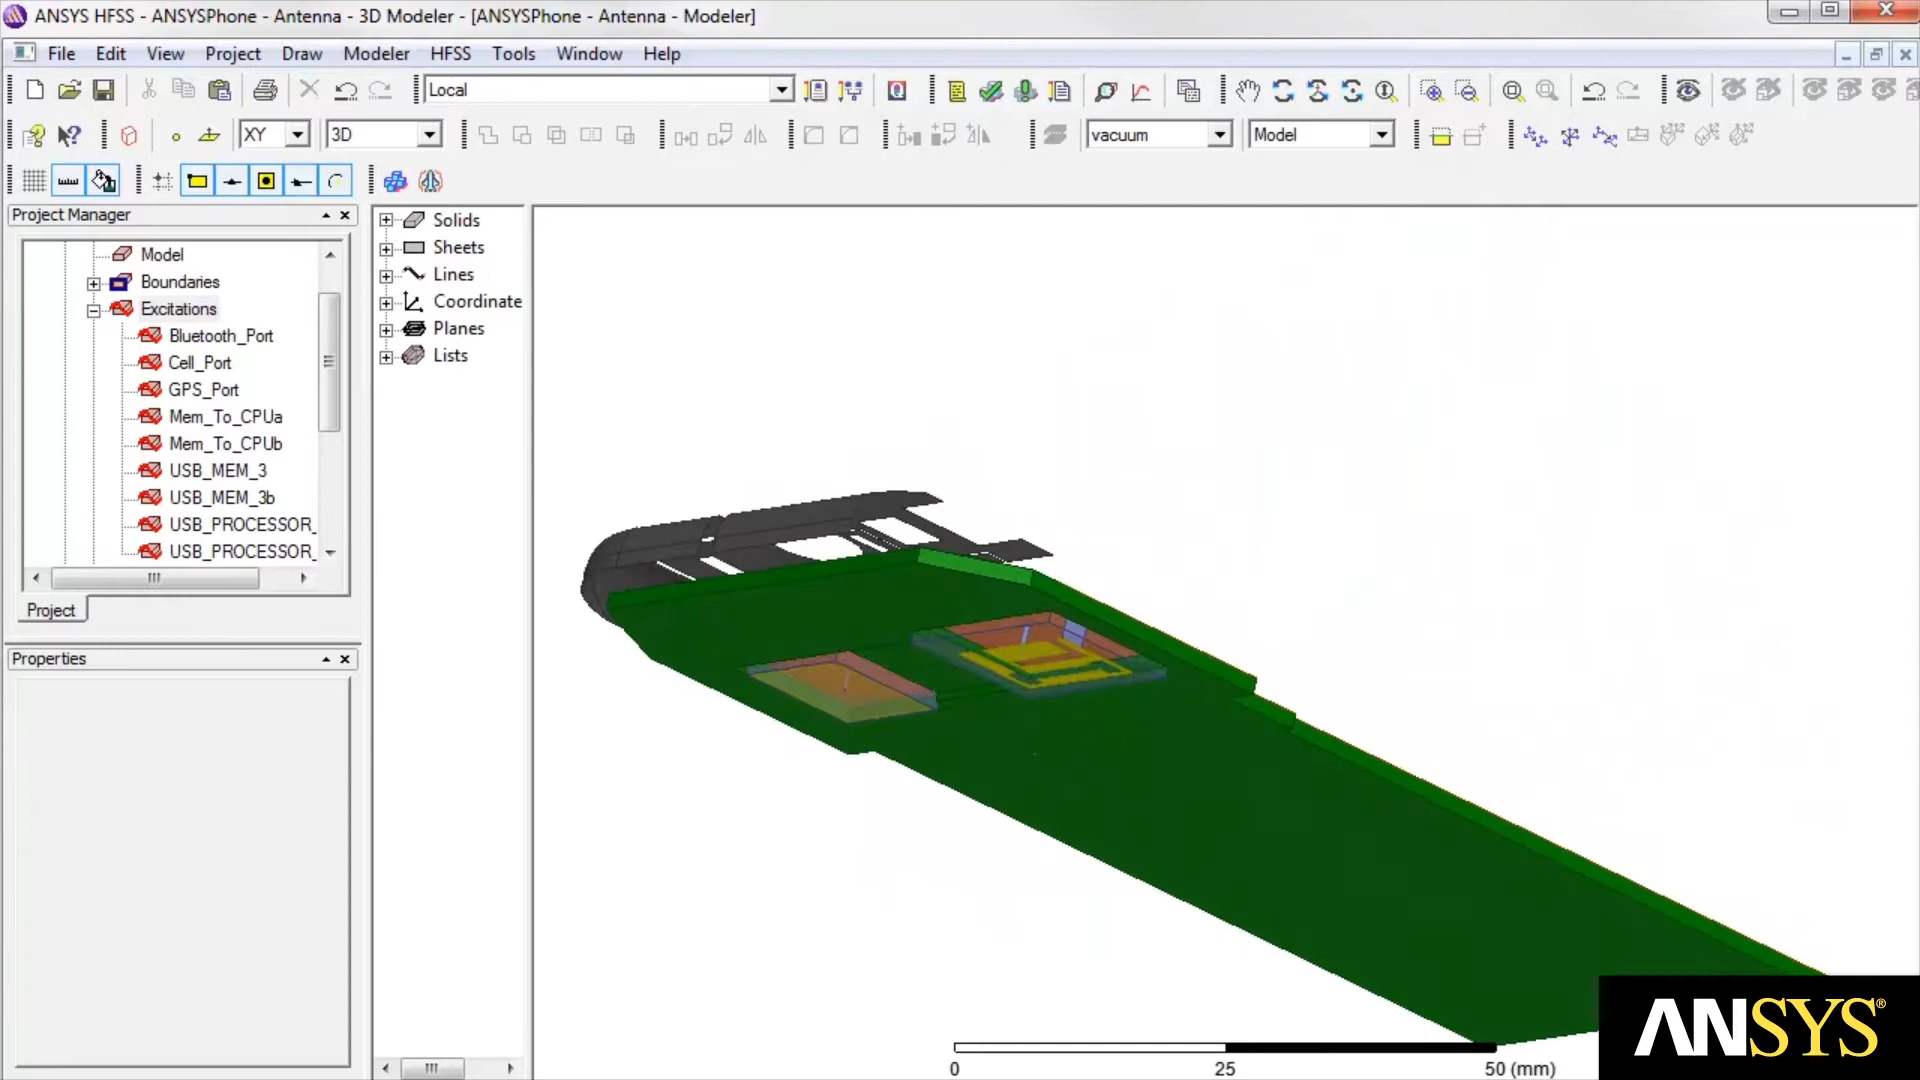 ANSYS HFSS - ANSYSPhone - Antenna - 3D Modeler - [ANSYSPhone - Antenna - Modeler]
File Edit View Project Draw Modeler HFSS Tools Window Help
Local
XY 3D vacuum Model
Project Manager
Model
Boundaries
Excitations
Bluetooth_Port
Cell_Port
GPS_Port
Mem_To_CPUa
Mem_To_CPUb
USB_MEM_3
USB_MEM_3b
USB_PROCESSOR_
USB_PROCESSOR_
Project
Properties
Solids
Sheets
Lines
Coordinate
Planes
Lists
0 25 50 (mm)
ANSYS®